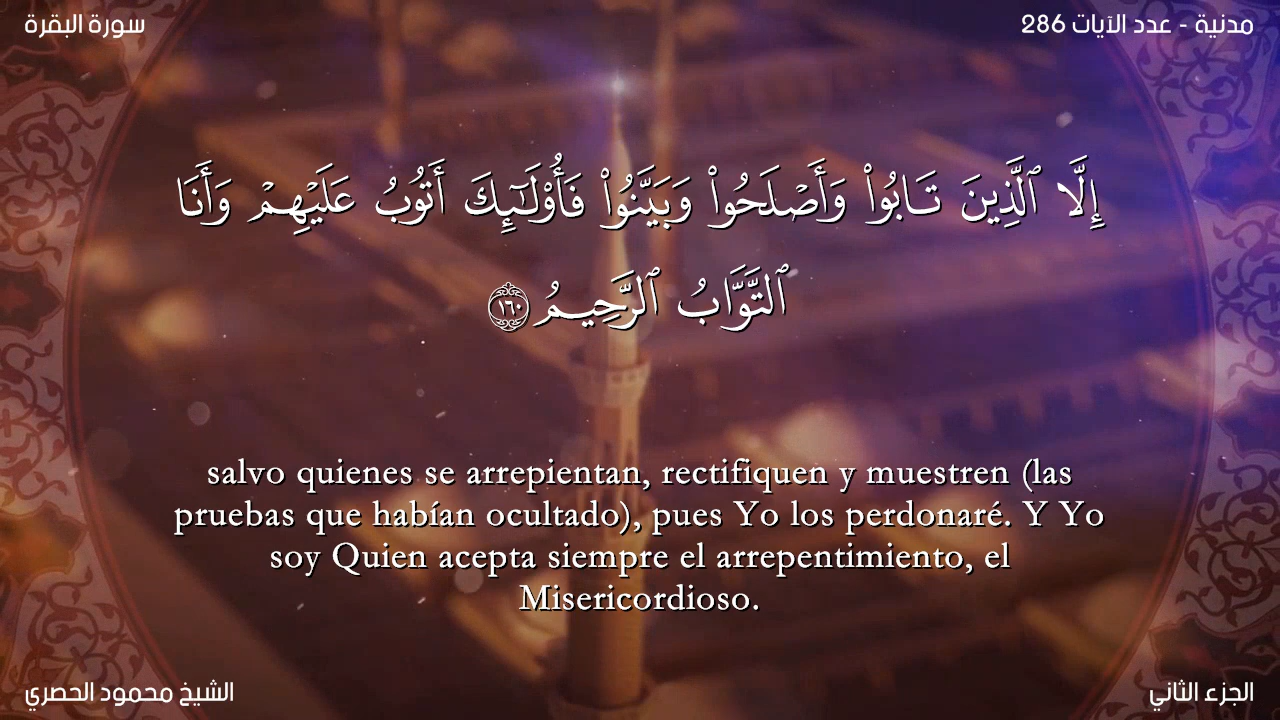 سورة البقرة
مدنية - عدد الآيات 286
إِلَّا ٱلَّذِينَ تَابُوا۟ وَأَصْلَحُوا۟ وَبَيَّنُوا۟ فَأُو۟لَـٰٓئِكَ أَتُوبُ عَلَيْهِمْ وَأَنَا
ٱلتَّوَّابُ ٱلرَّحِيمُ ١٦٠
salvo quienes se arrepientan, rectifiquen y muestren (las
pruebas que habían ocultado), pues Yo los perdonaré. Y Yo
soy Quien acepta siempre el arrepentimiento, el
Misericordioso.
الشيخ محمود الحصري
الجزء الثاني